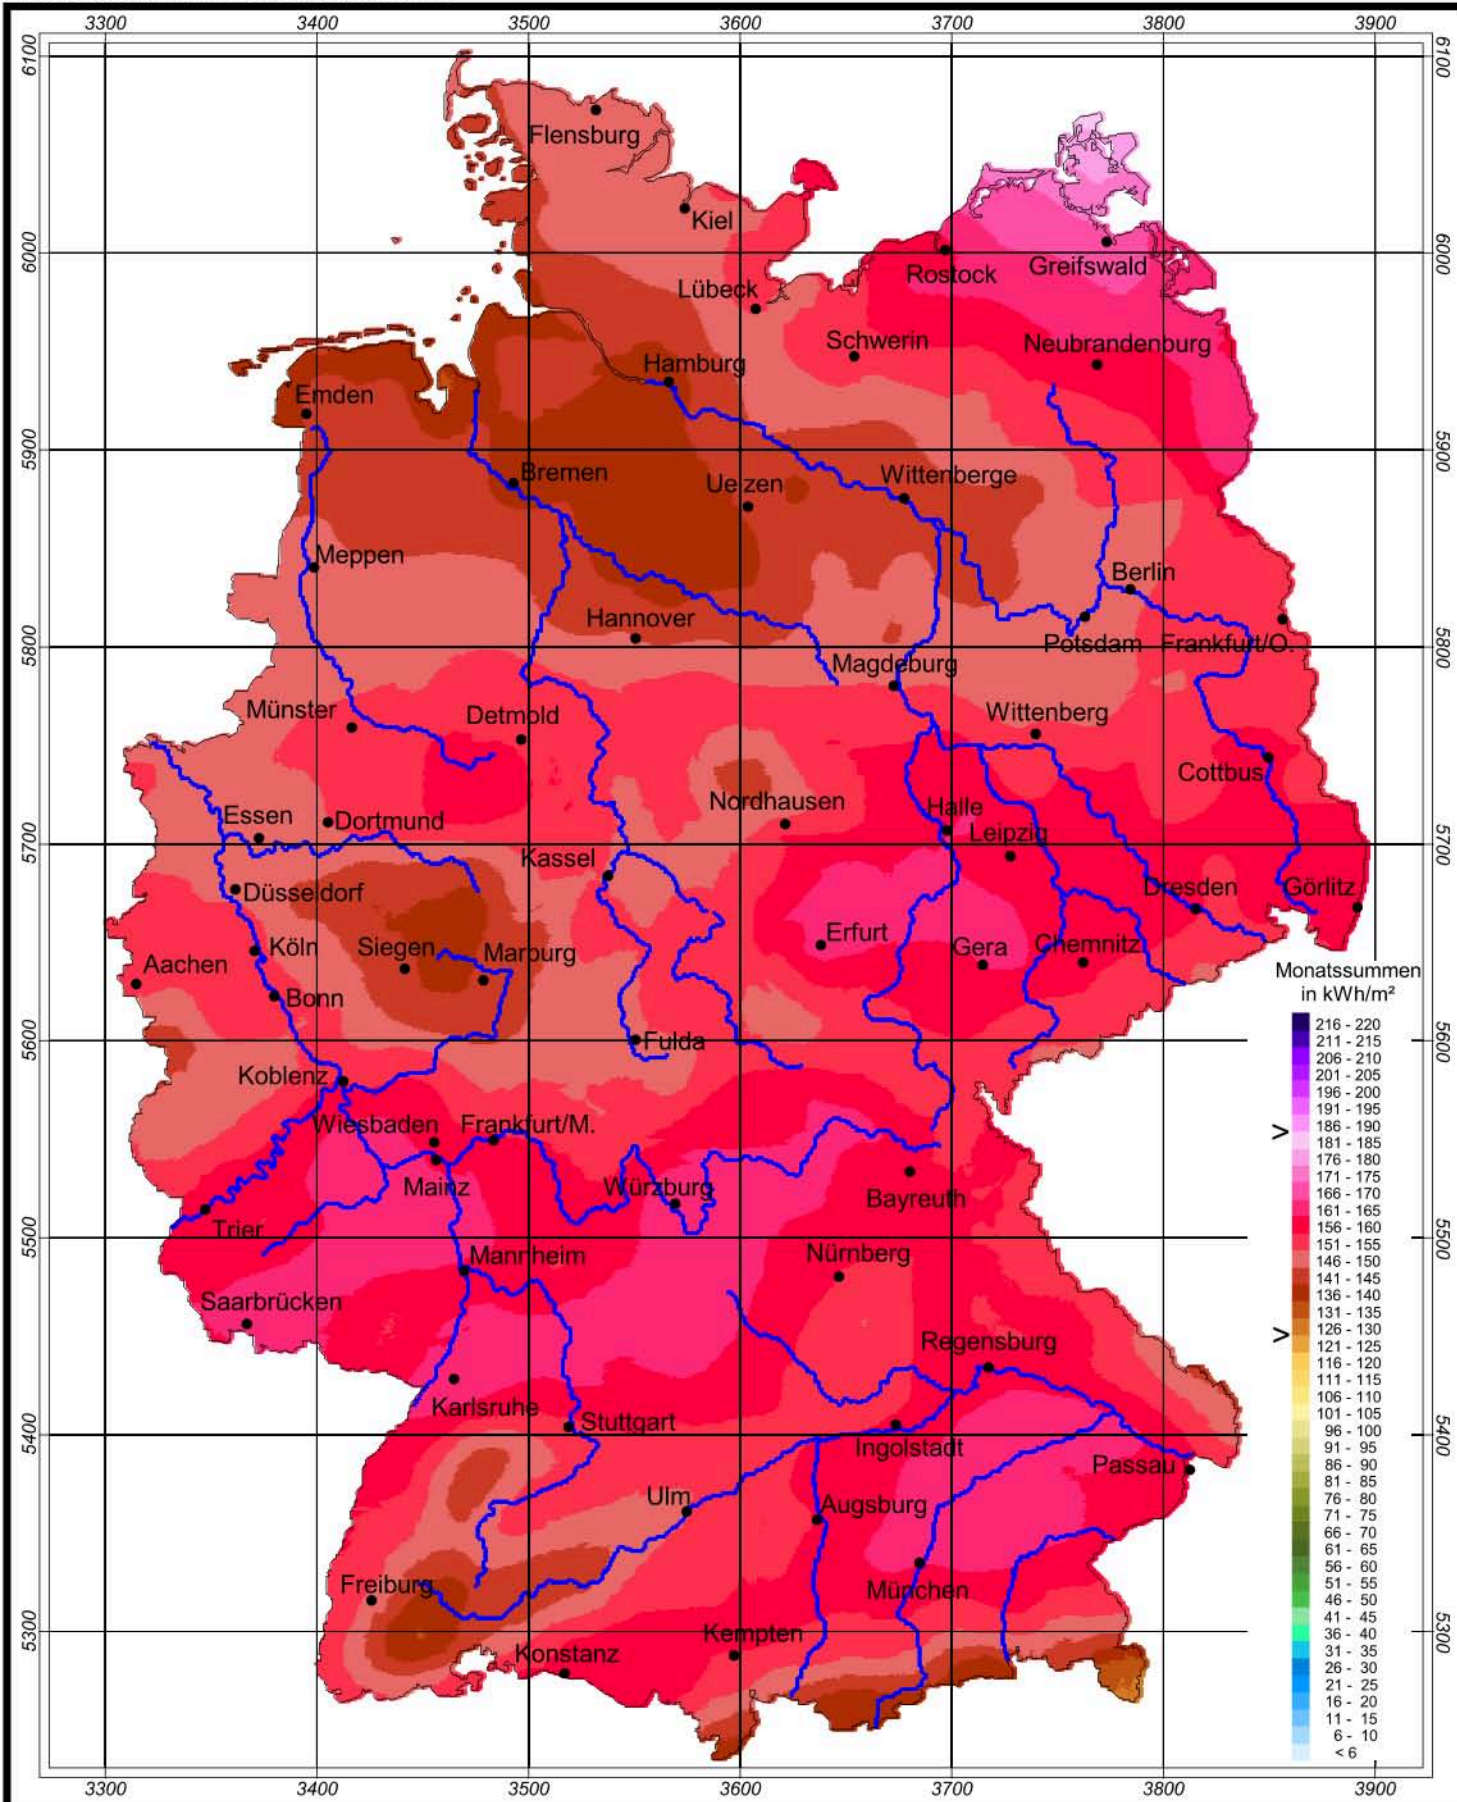 3300 3400 3500 3600 3700 3800 3900
6100 6100
Flensburg
Kiel
6000 6000
Rostock Greifswald
Lübeck
Schwerin Neubrandenburg
Hamburg
Emden
5900 5900
Bremen Uelzen Wittenberge
Meppen
Berlin
Hannover
5800 Potsdam Frankfurt/O. 5800
Magdeburg
Münster Detmold Wittenberg
Cottbus
Nordhausen Halle
Essen Dortmund Leipzig
5700 5700
Kassel
Düsseldorf Dresden Görlitz
Köln Siegen Marburg Erfurt Gera Chemnitz
Aachen
Bonn
5600 Fulda 5600
Koblenz
Wiesbaden Frankfurt/M.
Mainz Würzburg Bayreuth
Trier
5500 5500
Mannheim Nürnberg
Saarbrücken
Regensburg
Karlsruhe Stuttgart
5400 5400
Ingolstadt
Passau
Ulm Augsburg
Freiburg München
5300 5300
Konstanz Kempten
3300 3400 3500 3600 3700 3800 3900
Monatssummen
in kWh/m²
216 - 220
211 - 215
206 - 210
201 - 205
196 - 200
191 - 195
> 186 - 190
181 - 185
176 - 180
171 - 175
166 - 170
161 - 165
156 - 160
151 - 155
146 - 150
141 - 145
136 - 140
131 - 135
> 126 - 130
121 - 125
116 - 120
111 - 115
106 - 110
101 - 105
96 - 100
91 - 95
86 - 90
81 - 85
76 - 80
71 - 75
66 - 70
61 - 65
56 - 60
51 - 55
46 - 50
41 - 45
36 - 40
31 - 35
26 - 30
21 - 25
16 - 20
11 - 15
6 - 10
< 6